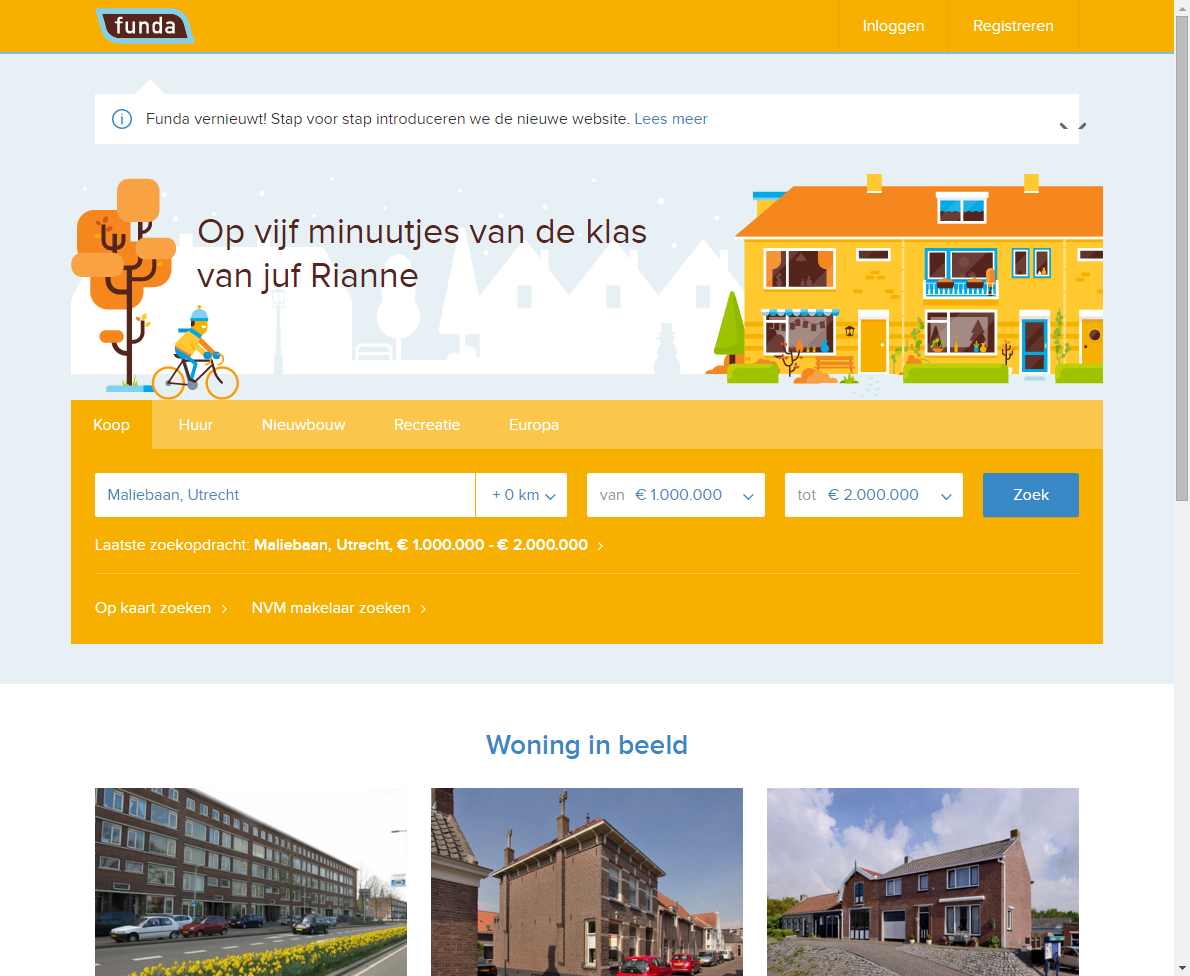 funda
Inloggen
Registreren
Funda vernieuwt! Stap voor stap introduceren we de nieuwe website. Lees meer
Op vijf minuutjes van de klas
van juf Rianne
Koop
Huur
Nieuwbouw
Recreatie
Europa
Maliebaan, Utrecht
+ 0 km
van € 1.000.000
tot € 2.000.000
Zoek
Laatste zoekopdracht: Maliebaan, Utrecht, € 1.000.000 - € 2.000.000
Op kaart zoeken
NVM makelaar zoeken
Woning in beeld